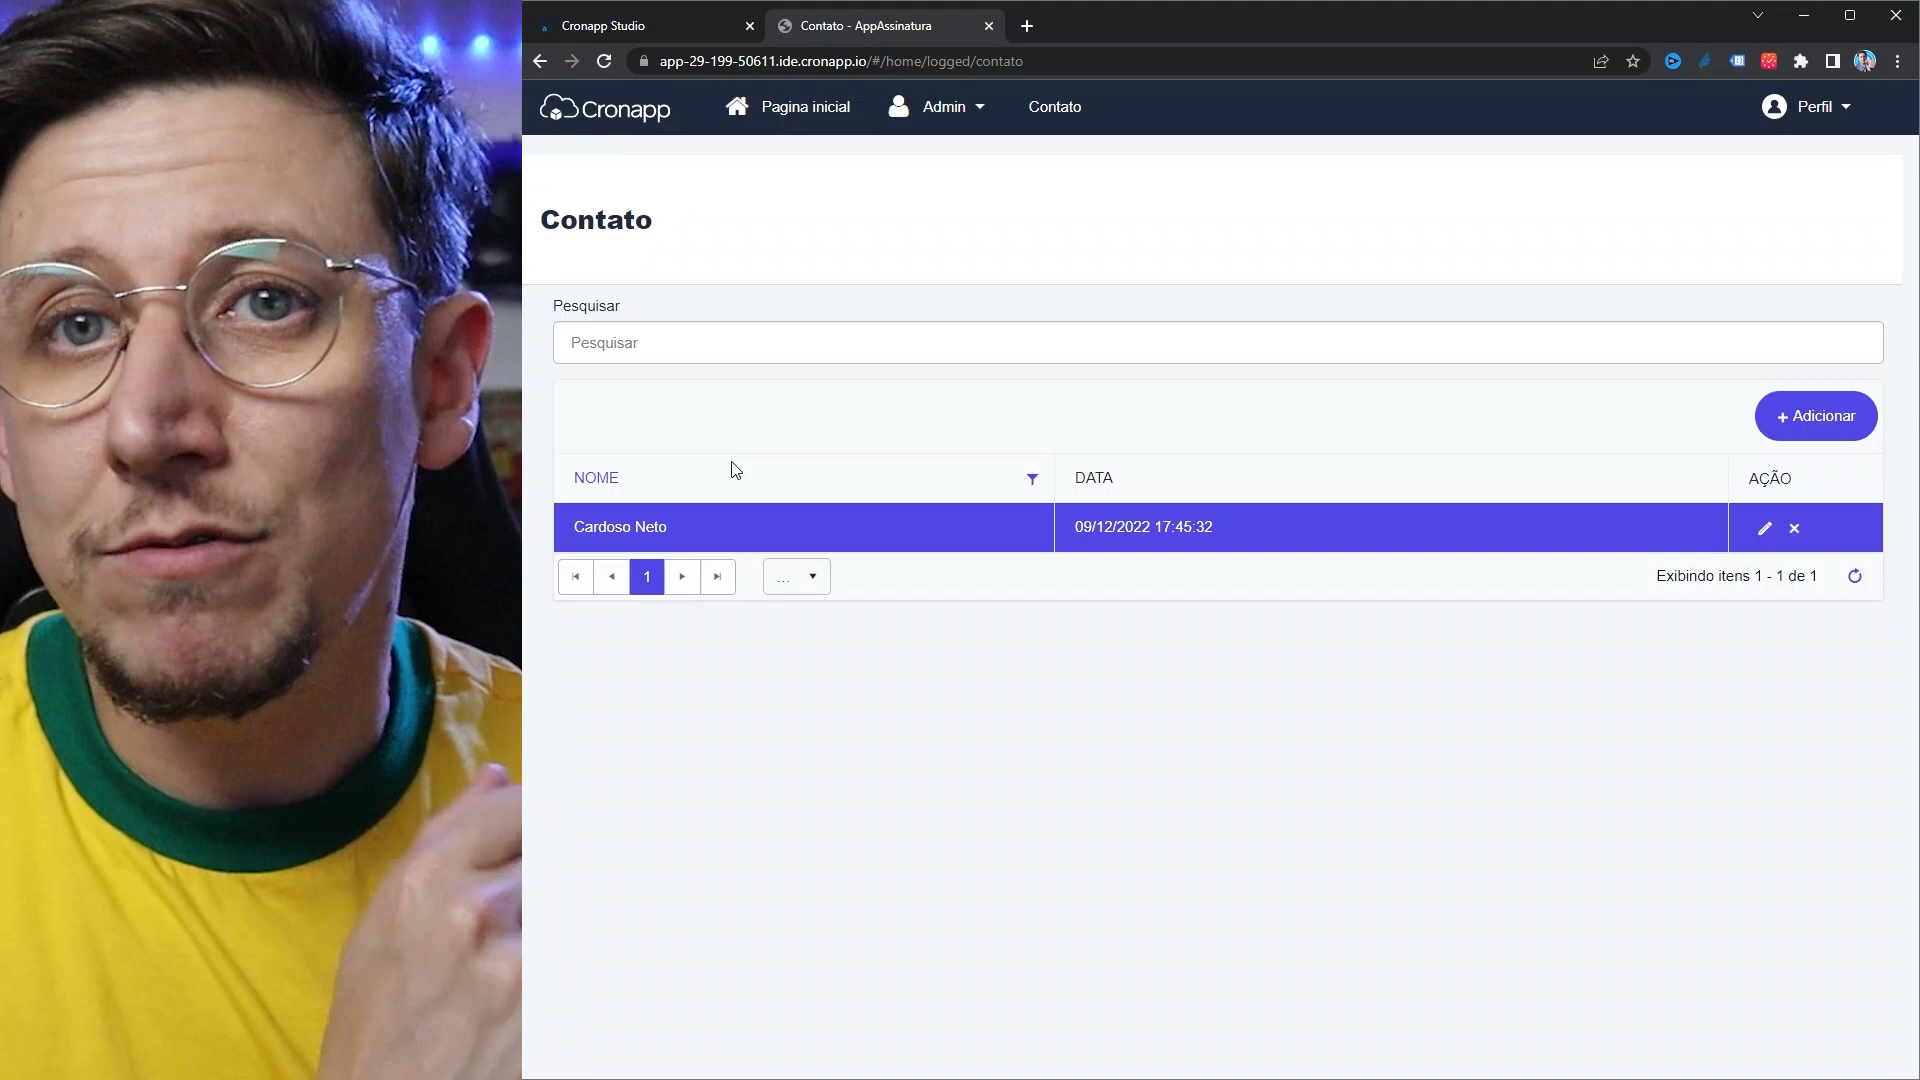 Cronapp Studio
Contato - AppAssinatura
app-29-199-50611.ide.cronapp.io/#/home/logged/contato
Cronapp
Pagina inicial
Admin
Contato
Perfil
Contato
Pesquisar
Pesquisar
+ Adicionar
NOME
DATA
AÇÃO
Cardoso Neto
09/12/2022 17:45:32
1
...
Exibindo itens 1 - 1 de 1